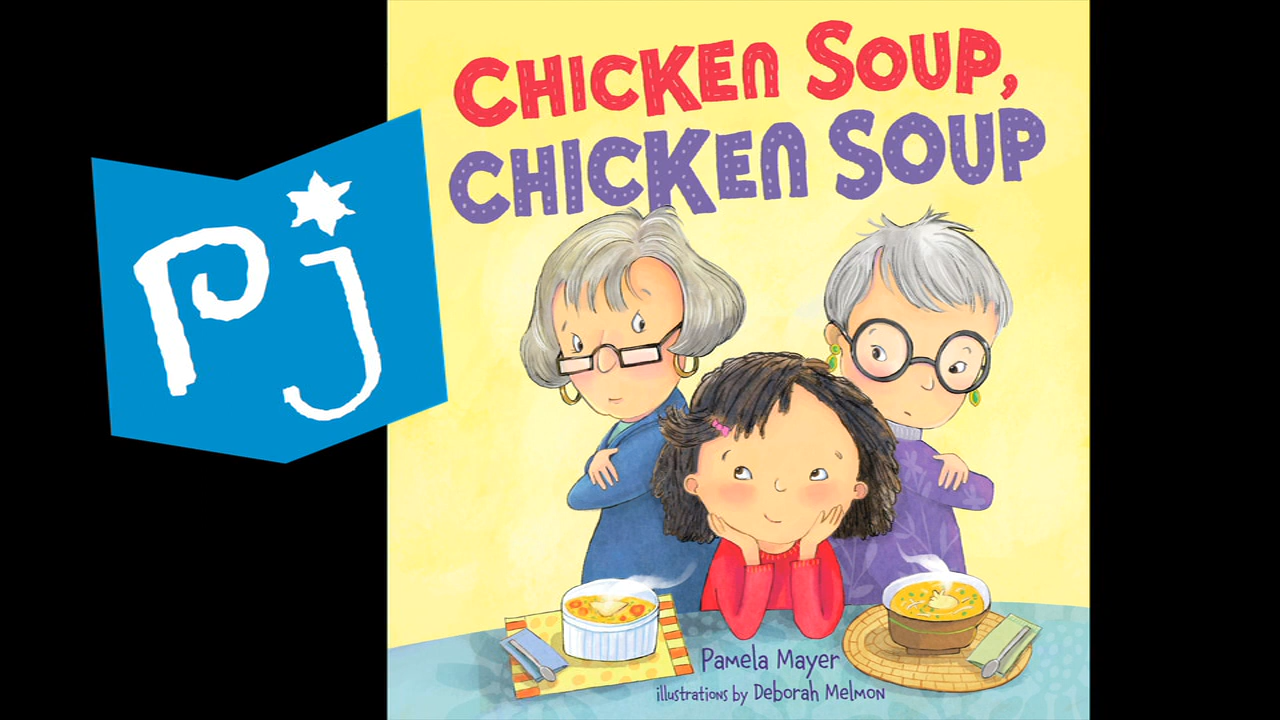 PJ
Chicken Soup,
Chicken Soup
Pamela Mayer
illustrations by Deborah Melmon